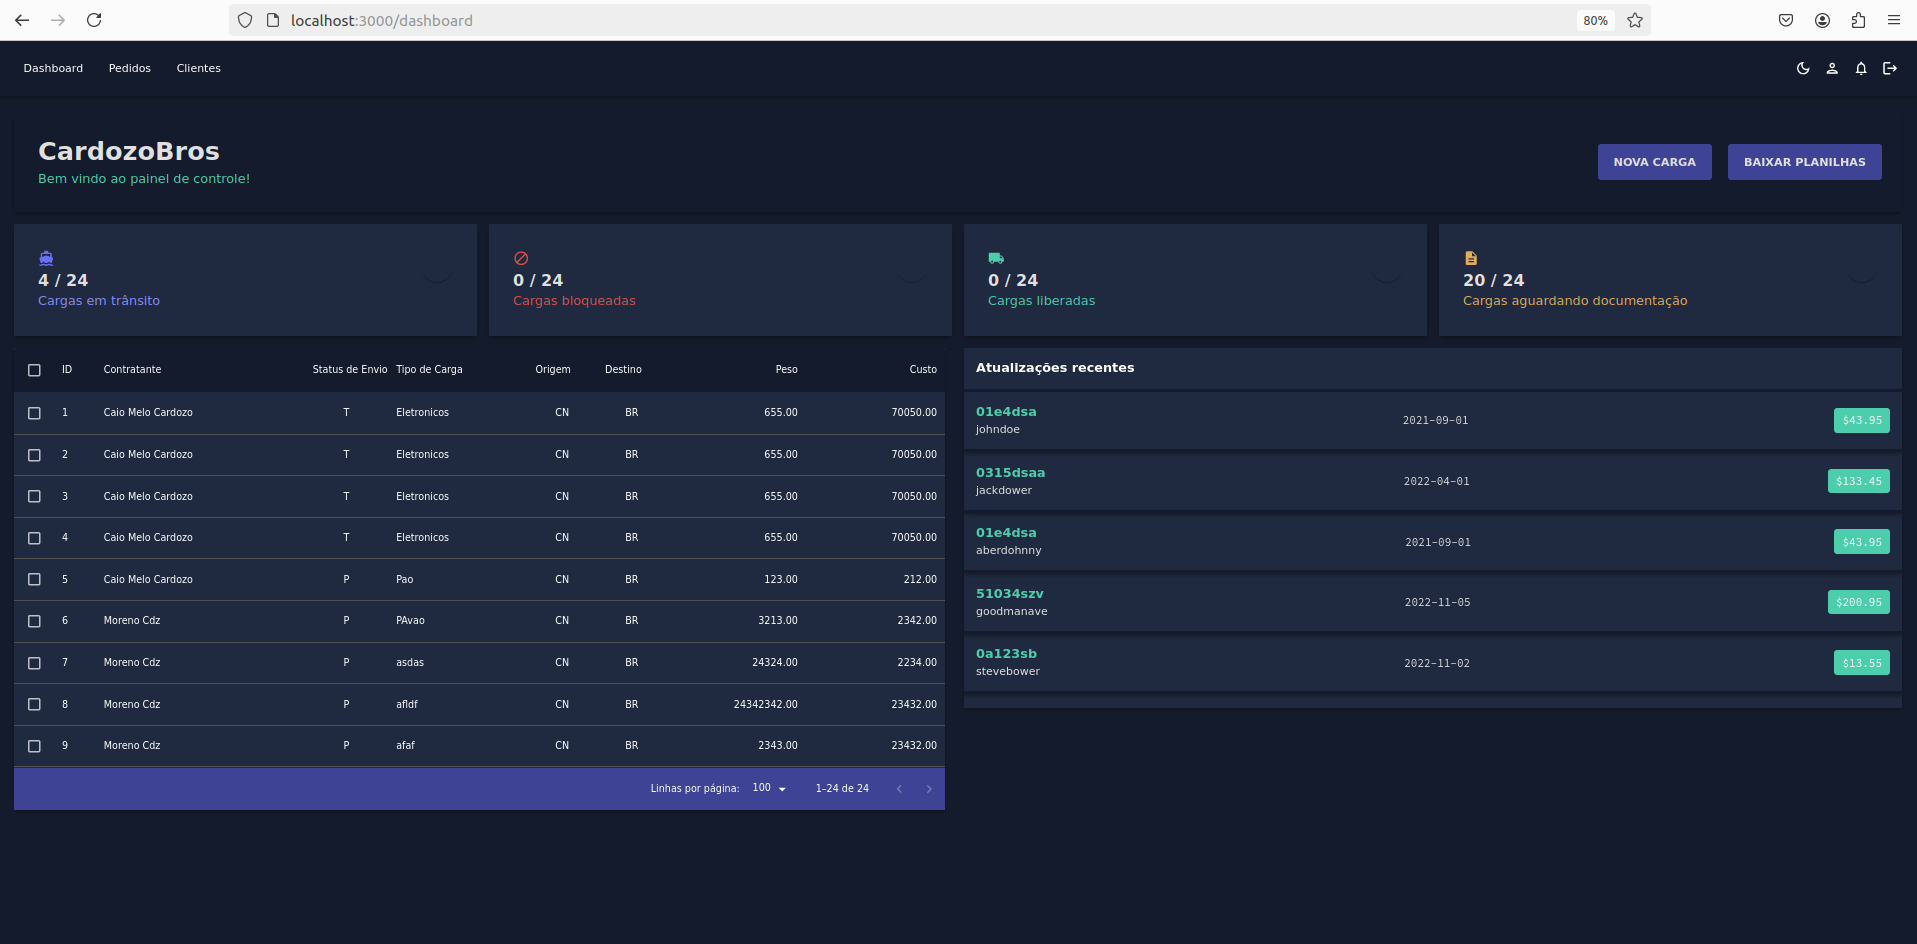 localhost:3000/dashboard 80%
Dashboard Pedidos Clientes
CardozoBros
Bem vindo ao painel de controle!
NOVA CARGA BAIXAR PLANILHAS
4 / 24
Cargas em trânsito
0 / 24
Cargas bloqueadas
0 / 24
Cargas liberadas
20 / 24
Cargas aguardando documentação
ID Contratante Status de Envio Tipo de Carga Origem Destino Peso Custo
1 Caio Melo Cardozo T Eletronicos CN BR 655.00 70050.00
2 Caio Melo Cardozo T Eletronicos CN BR 655.00 70050.00
3 Caio Melo Cardozo T Eletronicos CN BR 655.00 70050.00
4 Caio Melo Cardozo T Eletronicos CN BR 655.00 70050.00
5 Caio Melo Cardozo P Pao CN BR 123.00 212.00
6 Moreno Cdz P PAvao CN BR 3213.00 2342.00
7 Moreno Cdz P asdas CN BR 24324.00 2234.00
8 Moreno Cdz P afldf CN BR 24342342.00 23432.00
9 Moreno Cdz P afaf CN BR 2343.00 23432.00
Linhas por página: 100 1–24 de 24
Atualizações recentes
01e4dsa
johndoe
2021-09-01
$43.95
0315dsaa
jackdower
2022-04-01
$133.45
01e4dsa
aberdohnny
2021-09-01
$43.95
51034szv
goodmanave
2022-11-05
$200.95
0a123sb
stevebower
2022-11-02
$13.55